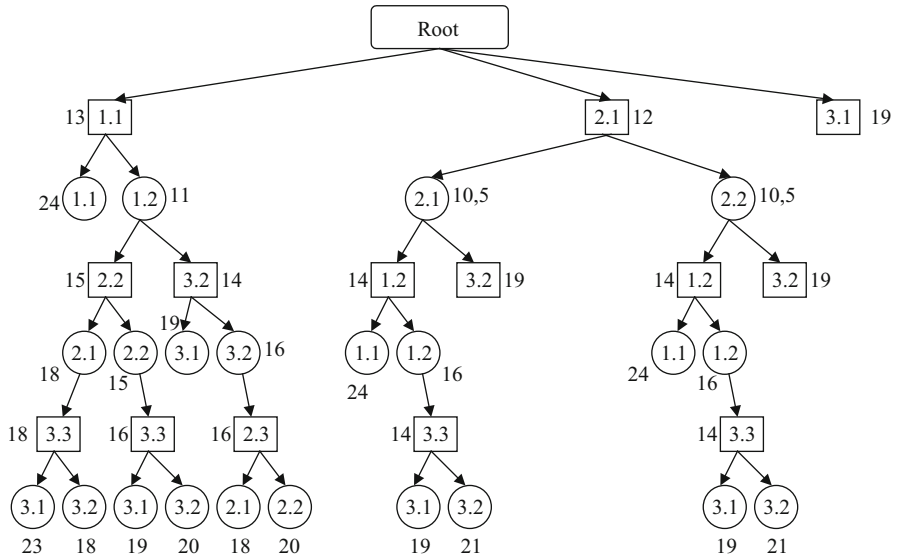 Root
13 1.1 2.1 12 3.1 19
24 1.1 1.2 11 2.1 10,5 2.2 10,5
15 2.2 3.2 14 14 1.2 3.2 19 14 1.2 3.2 19
19
2.1 2.2 3.1 3.2 16 1.1 1.2 1.1 1.2
18 15 24 16 24 16
18 3.3 16 3.3 16 2.3 14 3.3 14 3.3
3.1 3.2 3.1 3.2 2.1 2.2 3.1 3.2 3.1 3.2
23 18 19 20 18 20 19 21 19 21